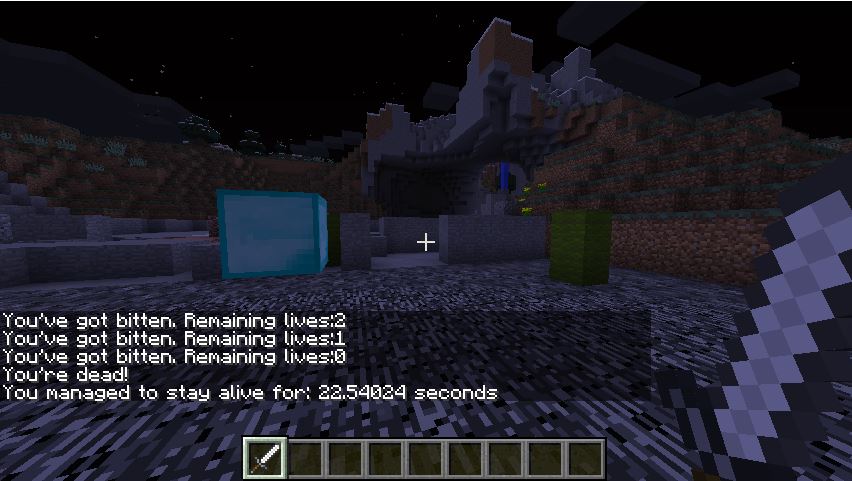 You've got bitten. Remaining lives:2
You've got bitten. Remaining lives:1
You've got bitten. Remaining lives:0
You're dead!
You managed to stay alive for: 22.54024 seconds